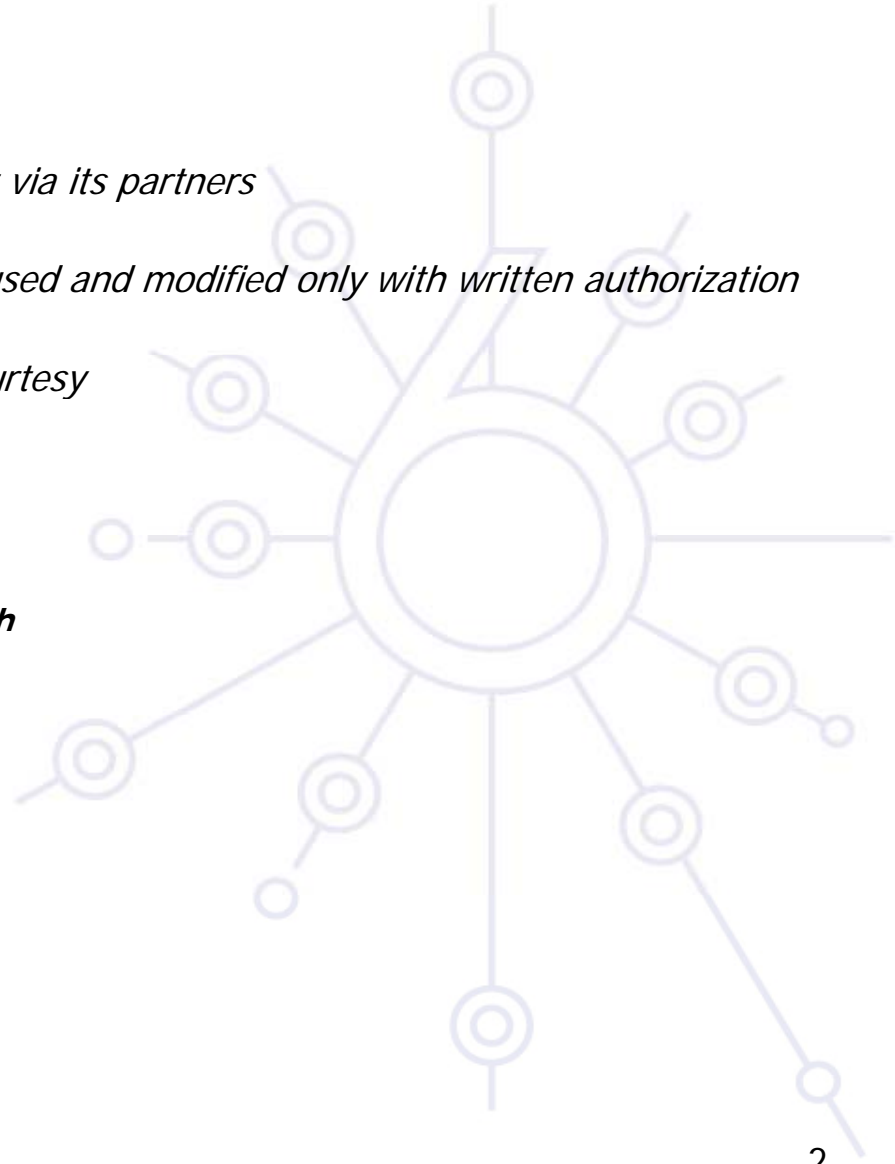 via its partners
used and modified only with written authorization
urtesy
h
2